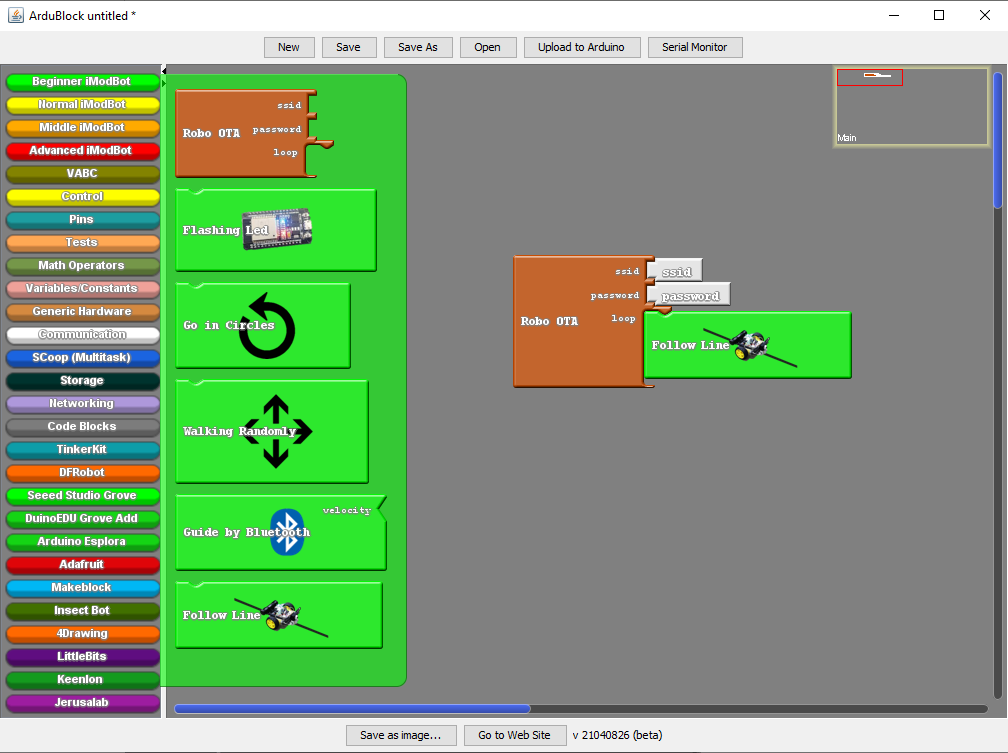 ArduBlock untitled *
New
Save
Save As
Open
Upload to Arduino
Serial Monitor
Beginner iModBot
Normal iModBot
Middle iModBot
Advanced iModBot
VABC
Control
Pins
Tests
Math Operators
Variables/Constants
Generic Hardware
Communication
SCoop (Multitask)
Storage
Networking
Code Blocks
TinkerKit
DFRobot
Seeed Studio Grove
DuinoEDU Grove Add
Arduino Esplora
Adafruit
Makeblock
Insect Bot
4Drawing
LittleBits
Keenlon
Jerusalab
ssid
Robo OTA
password
loop
Flashing Led
Go in Circles
Walking Randomly
velocity
Guide by Bluetooth
Follow Line
Main
ssid
ssid
password
password
Robo OTA
loop
Follow Line
Save as image...
Go to Web Site
v 21040826 (beta)